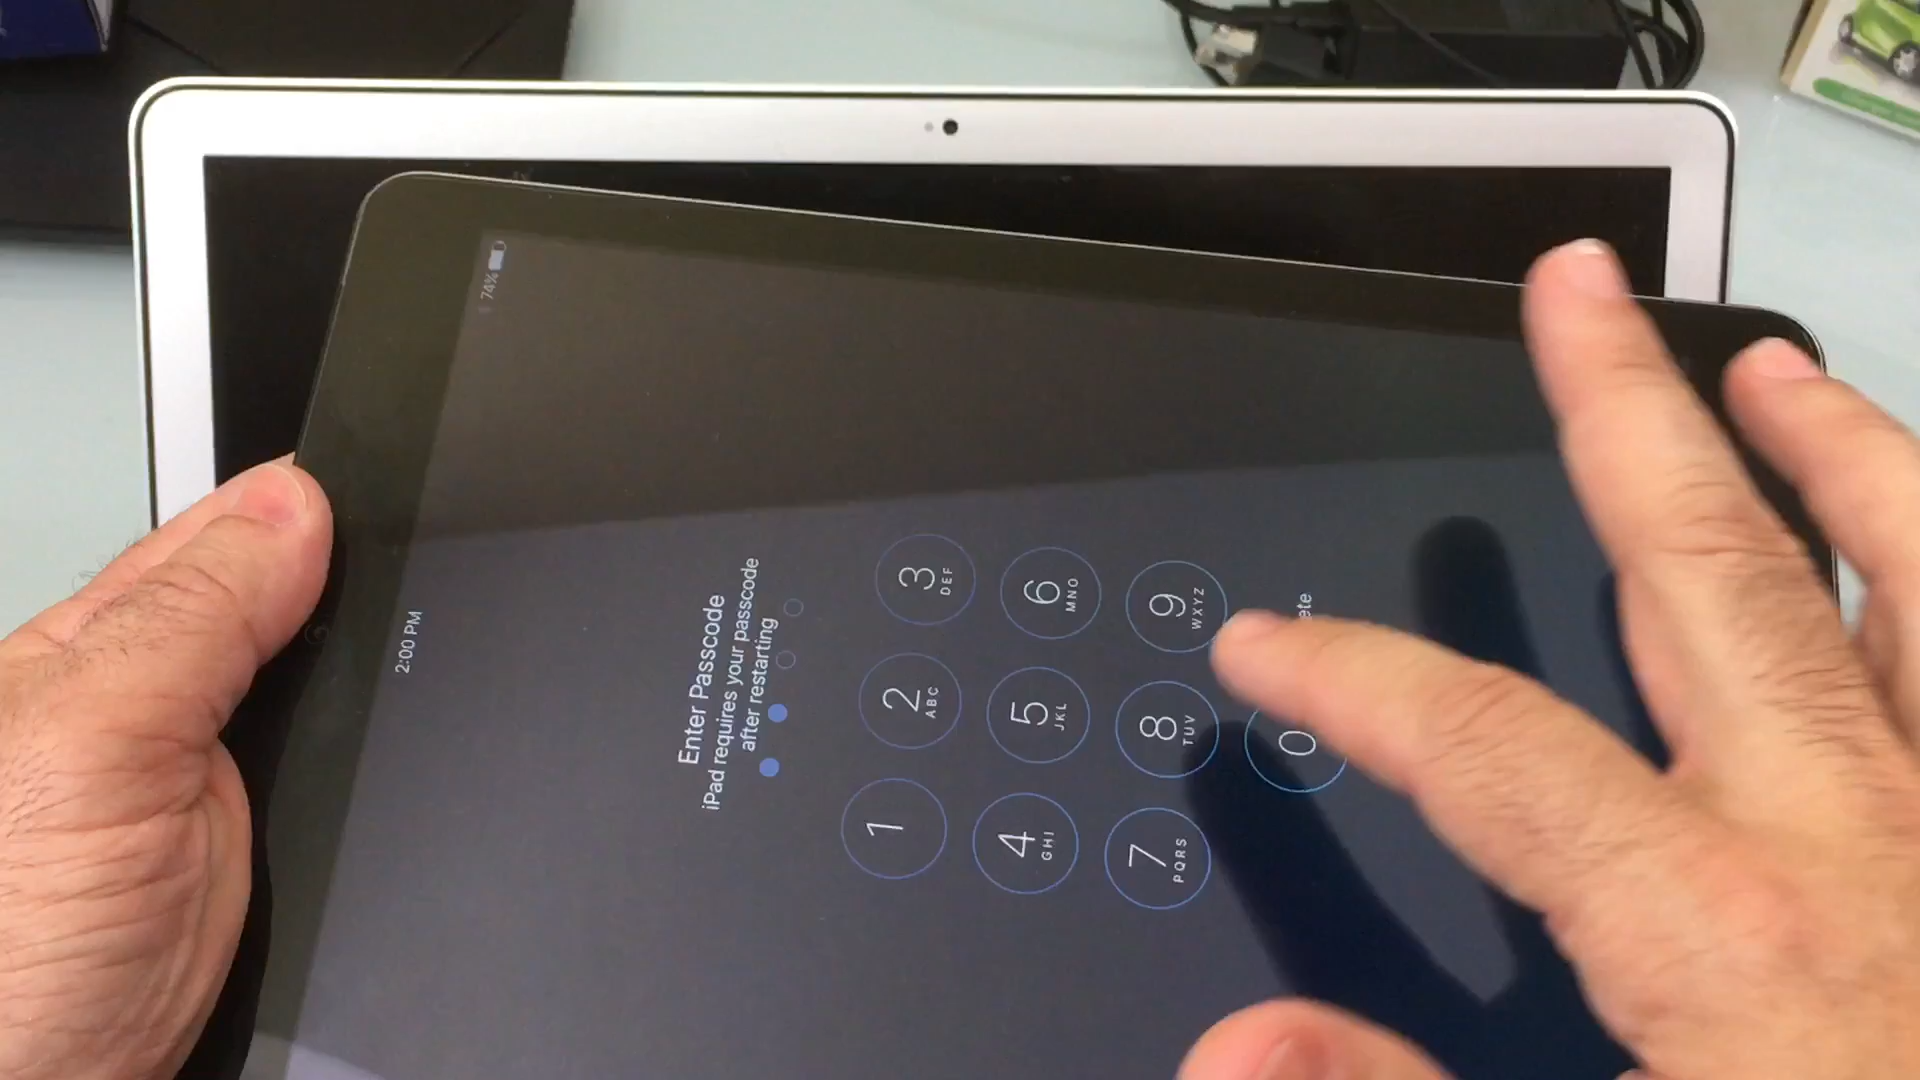 2:00 PM
74%
Enter Passcode
iPad requires your passcode
after restarting
1
2
ABC
3
DEF
4
GHI
5
JKL
6
MNO
7
PQRS
8
TUV
9
WXYZ
0